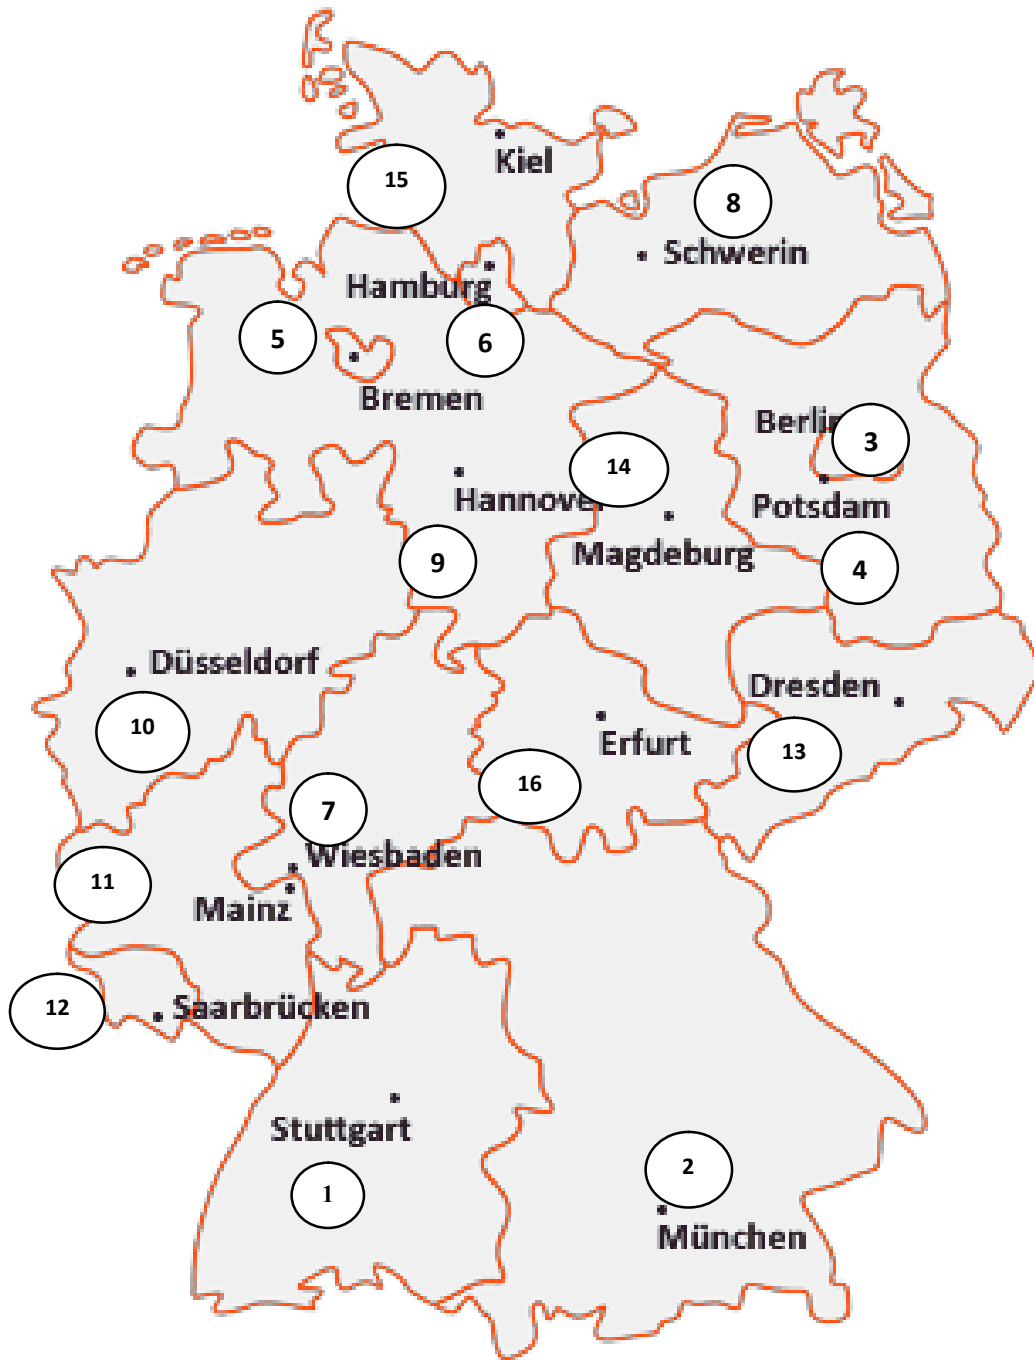 Kiel
15
8
Schwerin
Hamburg
5
6
Bremen
Berlin
3
14
Hannover
Potsdam
Magdeburg
9
4
Düsseldorf
Dresden
10
Erfurt
13
16
7
Wiesbaden
11
Mainz
12
Saarbrücken
Stuttgart
2
1
München